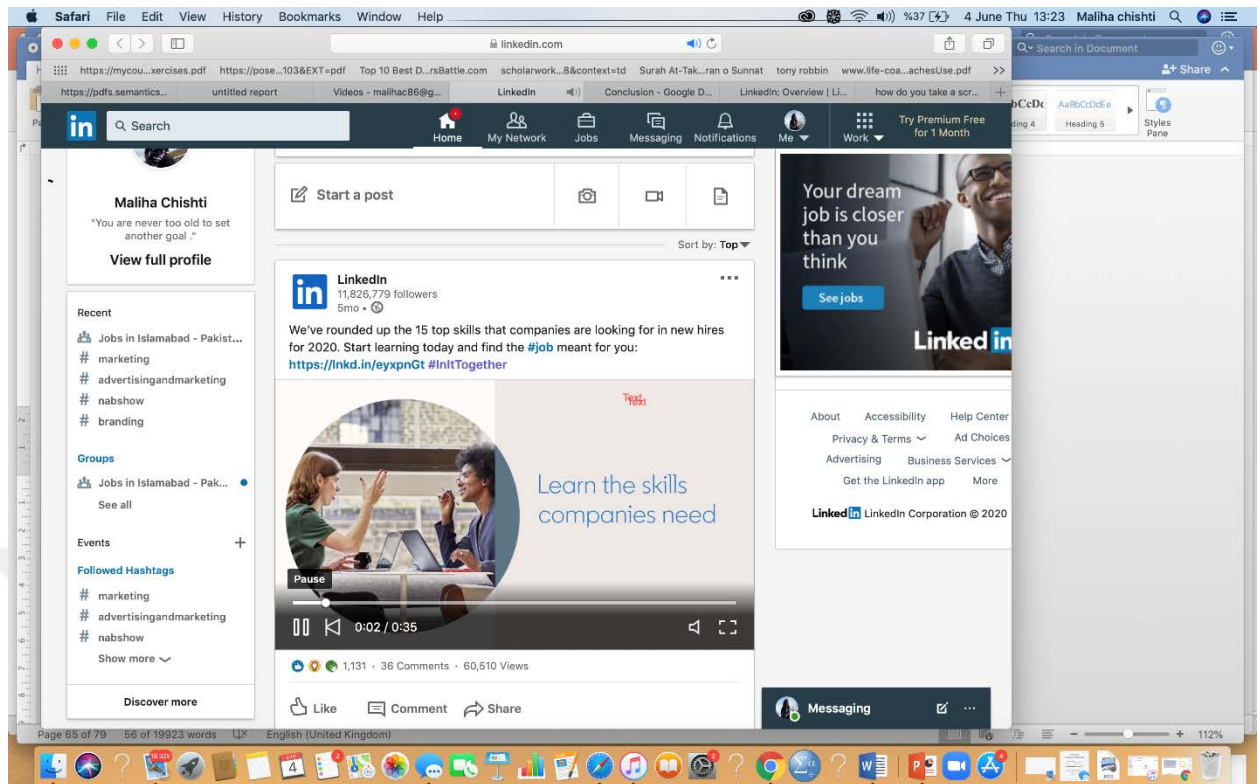 Safari File Edit View History Bookmarks Window Help
%37 4 June Thu 13:23 Maliha chishti
linkedin.com
Search in Document
https://mycou...xercises.pdf https://pose...103&EXT=pdf Top 10 Best D...rsBattle.com scholarwork...8&context=td Surah At-Tak...ran o Sunnat tony robbin www.life-coa...achesUse.pdf >>
Share
https://pdfs.semantics... untitled report Videos - malihac86@g... LinkedIn Conclusion - Google D... LinkedIn: Overview | Li... how do you take a scr... +
bCcDc AaBbCcDdEe
ding 4 Heading 5 Styles Pane
in Search
Home My Network Jobs Messaging Notifications Me Work Try Premium Free
for 1 Month
Maliha Chishti
"You are never too old to set
another goal ."
View full profile
Recent
Jobs in Islamabad - Pakist...
# marketing
# advertisingandmarketing
# nabshow
# branding
Groups
Jobs in Islamabad - Pak...
See all
Events +
Followed Hashtags
# marketing
# advertisingandmarketing
# nabshow
Show more
Discover more
Start a post
Sort by: Top
in
LinkedIn
11,826,779 followers
5mo •
We've rounded up the 15 top skills that companies are looking for in new hires
for 2020. Start learning today and find the #job meant for you:
https://lnkd.in/eyxpnGt #InItTogether
Text
Text
Learn the skills
companies need
Pause
0:02 / 0:35
1,131 · 36 Comments · 60,510 Views
Like Comment Share
Your dream
job is closer
than you
think
See jobs
Linked in
About Accessibility Help Center
Privacy & Terms Ad Choices
Advertising Business Services
Get the LinkedIn app More
Linked in LinkedIn Corporation © 2020
Messaging
Page 65 of 79 56 of 19923 words English (United Kingdom) 112%